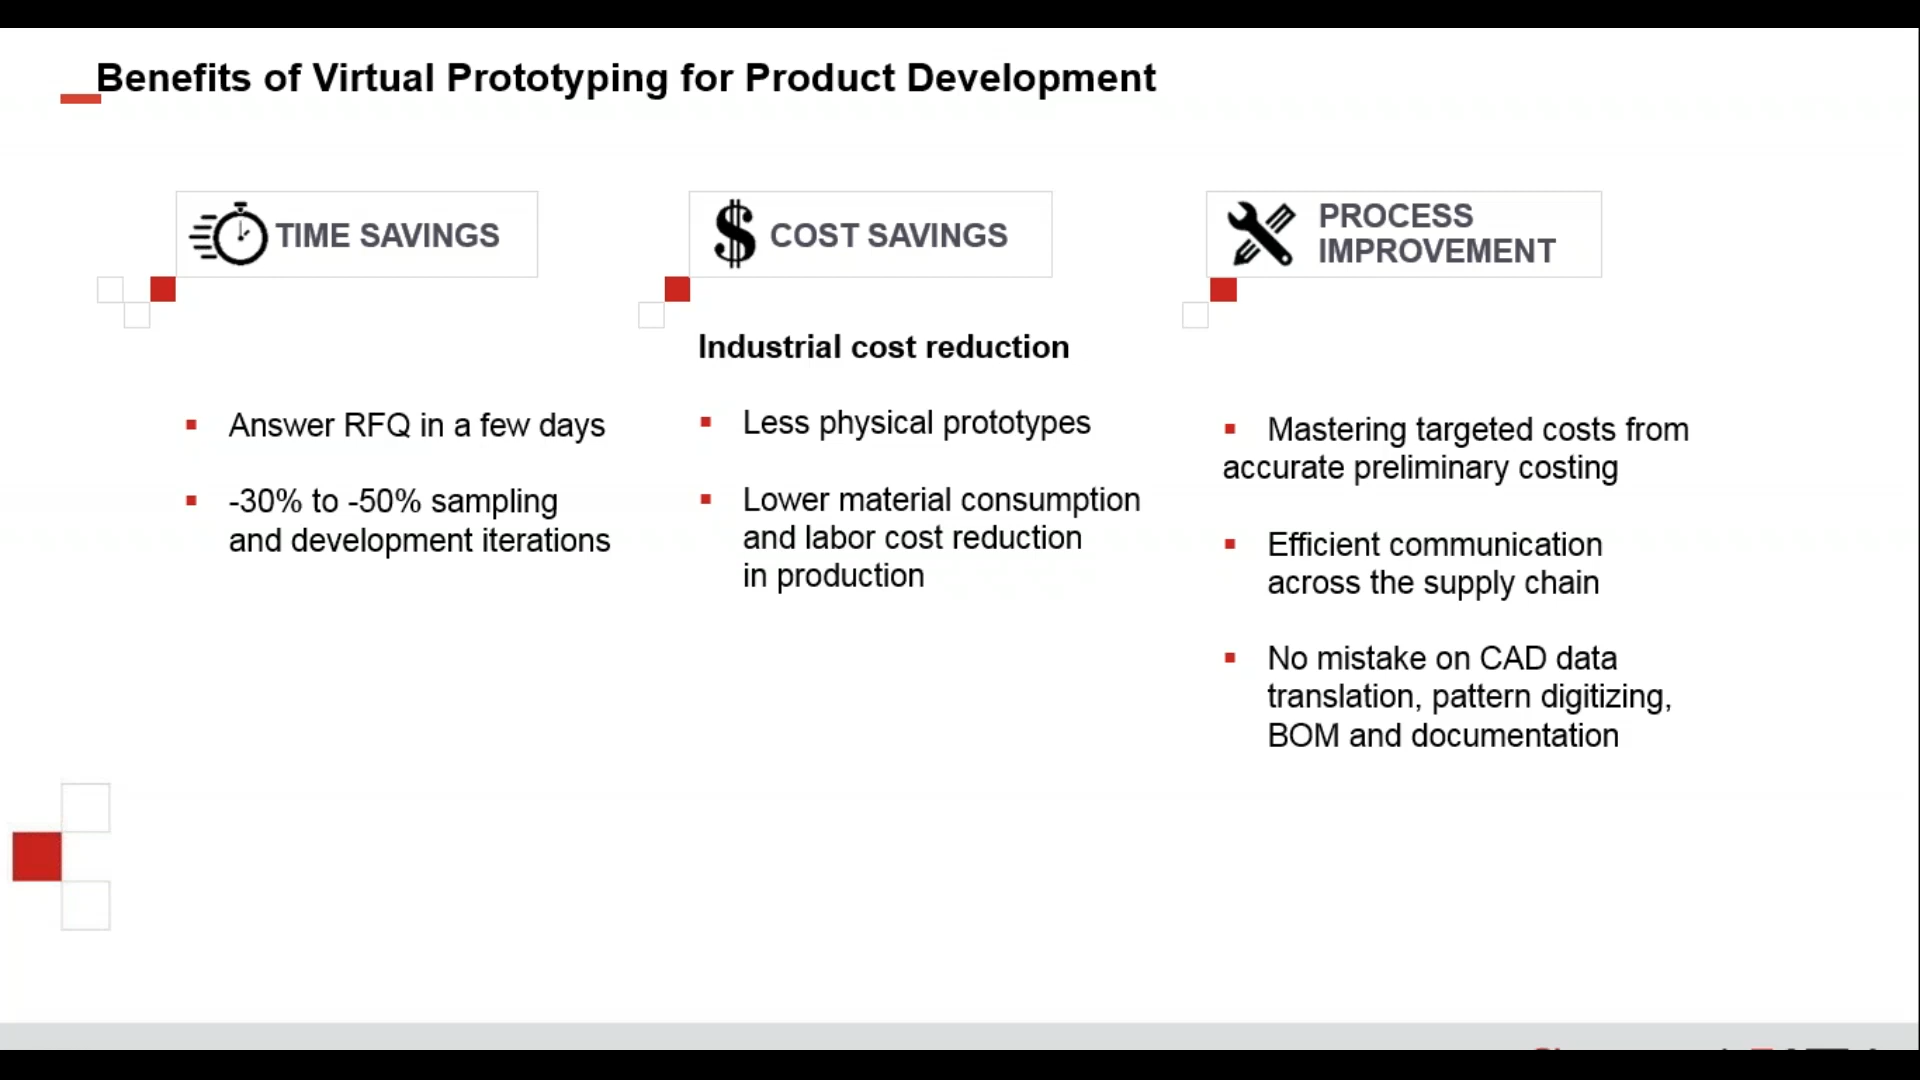 Benefits of Virtual Prototyping for Product Development
TIME SAVINGS
Answer RFQ in a few days
-30% to -50% sampling
and development iterations
COST SAVINGS
Industrial cost reduction
Less physical prototypes
Lower material consumption
and labor cost reduction
in production
PROCESS
IMPROVEMENT
Mastering targeted costs from
accurate preliminary costing
Efficient communication
across the supply chain
No mistake on CAD data
translation, pattern digitizing,
BOM and documentation